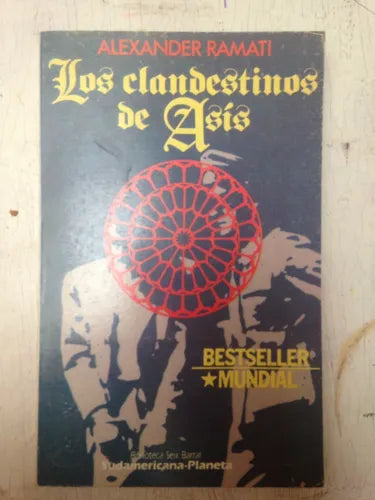 ALEXANDER RAMATI
Los clandestinos
de Asís
BESTSELLER
★MUNDIAL
Biblioteca Seix Barral
Sudamericana-Planeta